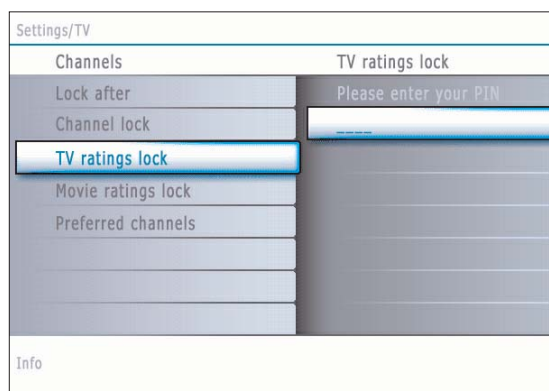 Settings/TV
Channels
TV ratings lock
Lock after
Please enter your PIN
Channel lock
_ _ _ _
TV ratings lock
Movie ratings lock
Preferred channels
Info